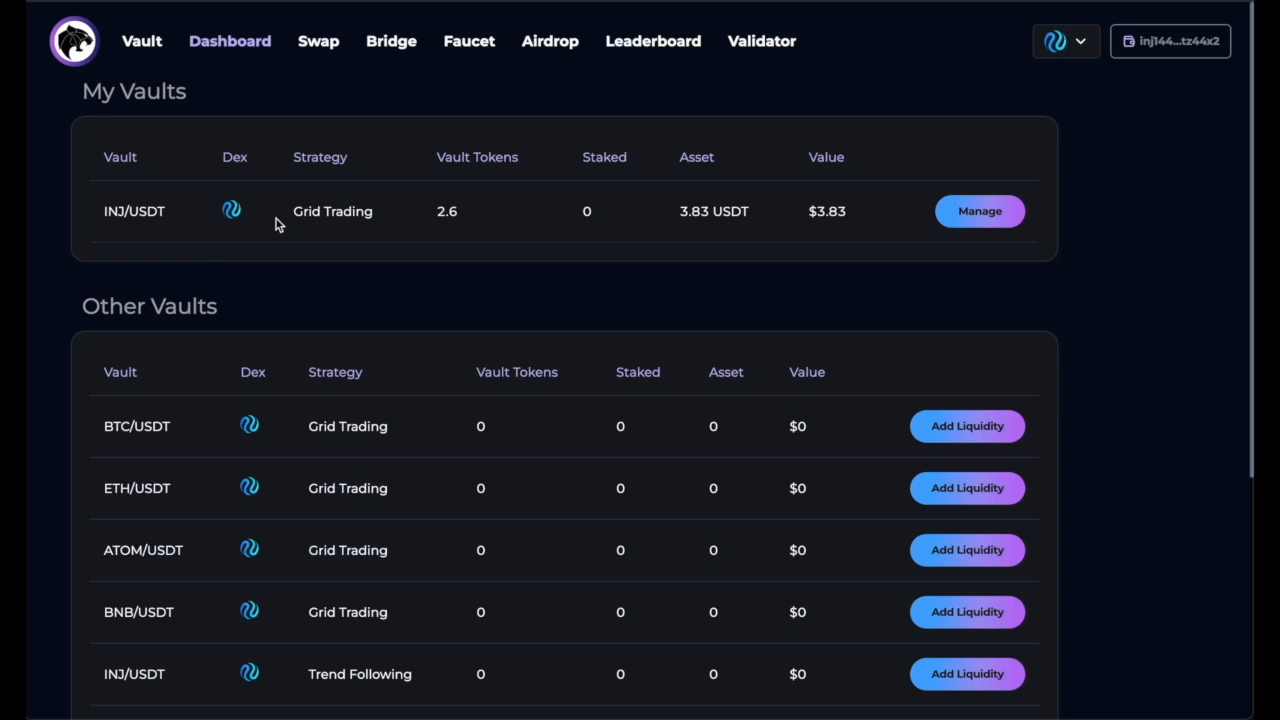 Vault Dashboard Swap Bridge Faucet Airdrop Leaderboard Validator inj144...tz44x2
My Vaults
Vault Dex Strategy Vault Tokens Staked Asset Value
INJ/USDT Grid Trading 2.6 0 3.83 USDT $3.83 Manage
Other Vaults
Vault Dex Strategy Vault Tokens Staked Asset Value
BTC/USDT Grid Trading 0 0 0 $0 Add Liquidity
ETH/USDT Grid Trading 0 0 0 $0 Add Liquidity
ATOM/USDT Grid Trading 0 0 0 $0 Add Liquidity
BNB/USDT Grid Trading 0 0 0 $0 Add Liquidity
INJ/USDT Trend Following 0 0 0 $0 Add Liquidity